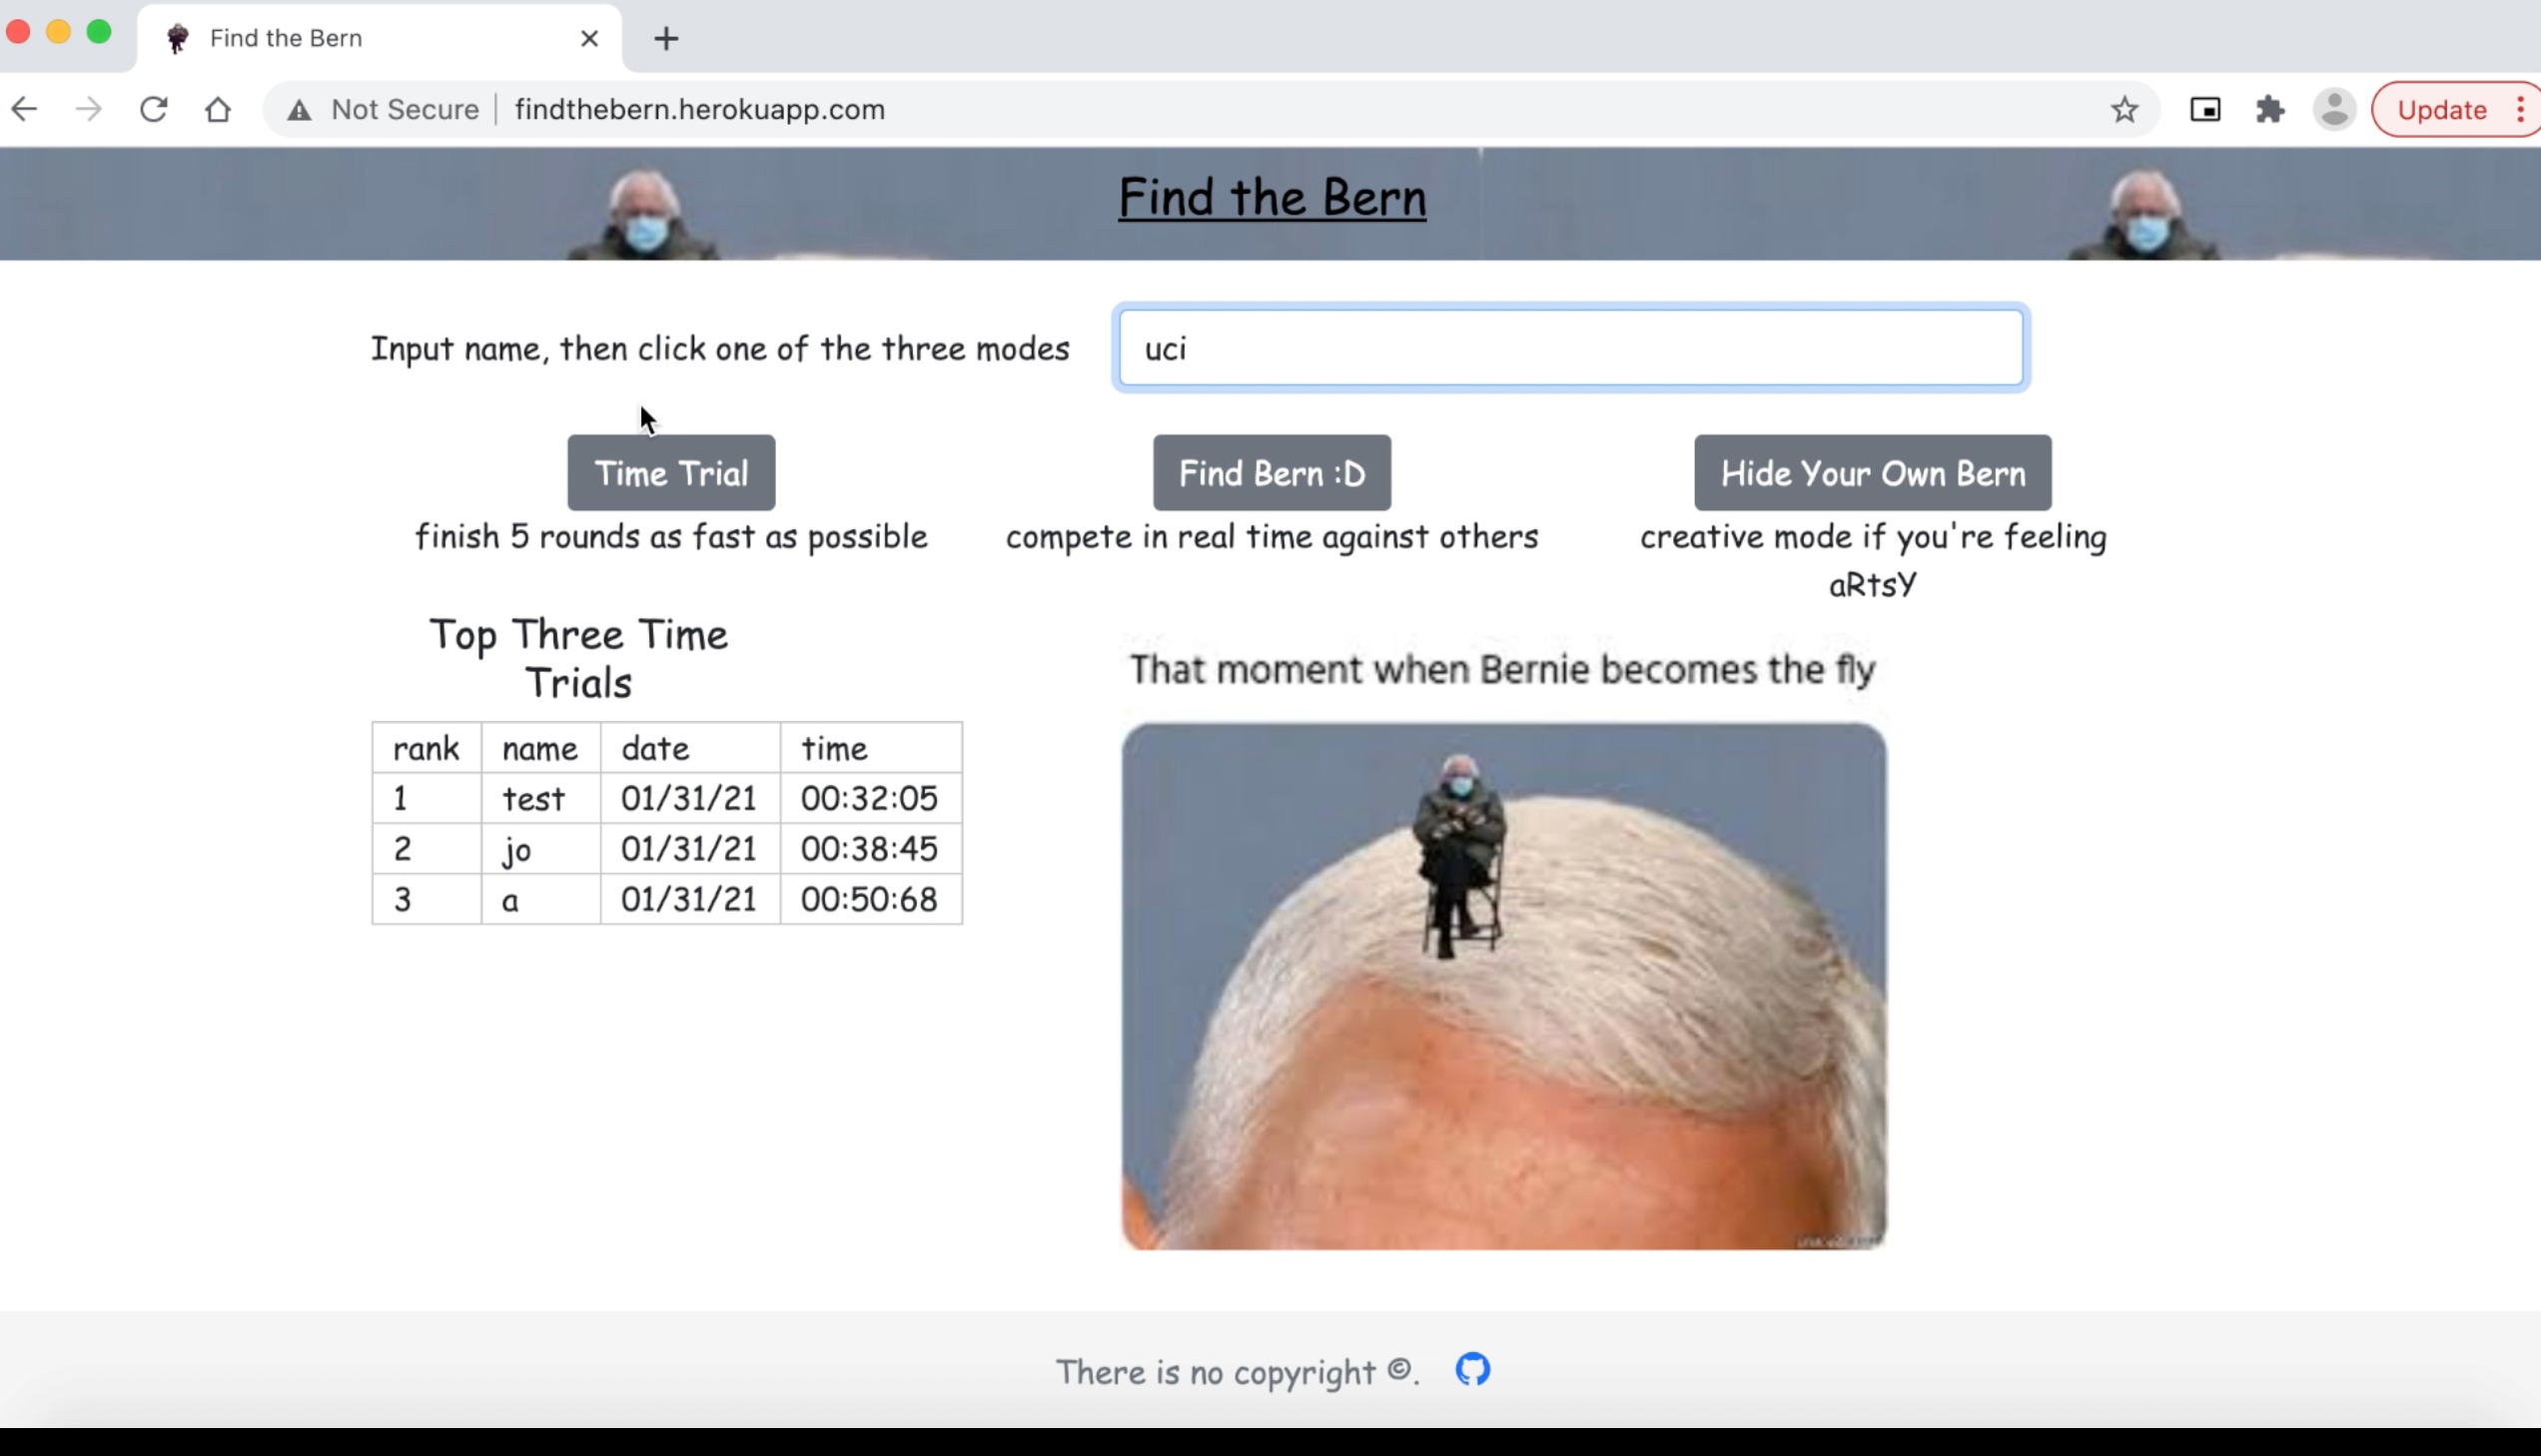 Find the Bern
Not Secure findthebern.herokuapp.com
Update
Find the Bern
Input name, then click one of the three modes
uci
Time Trial
Find Bern :D
Hide Your Own Bern
finish 5 rounds as fast as possible
compete in real time against others
creative mode if you're feeling
aRtsY
Top Three Time
Trials
rank name date time
1 test 01/31/21 00:32:05
2 jo 01/31/21 00:38:45
3 a 01/31/21 00:50:68
That moment when Bernie becomes the fly
There is no copyright ©.